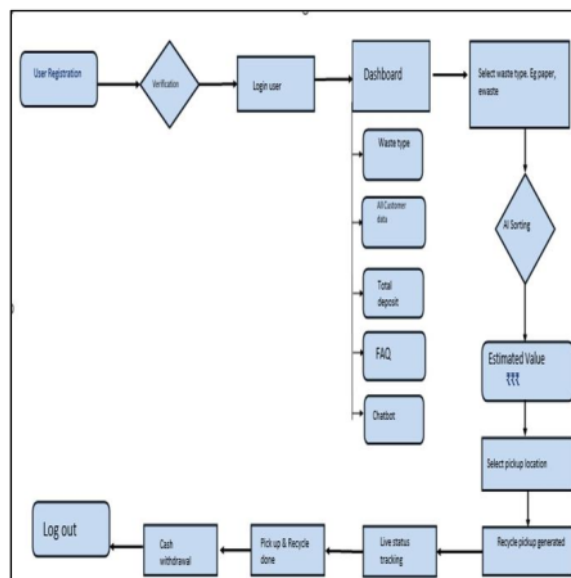 User Registration
Verification
Login user
Dashboard
Select waste type. Eg paper,
ewaste
Waste type
All Customer
data
Total
deposit
FAQ
Chatbot
AI Sorting
Estimated Value
₹₹₹
Select pickup location
Recycle pickup generated
Live status
tracking
Pick up & Recycle
done
Cash
withdrawal
Log out